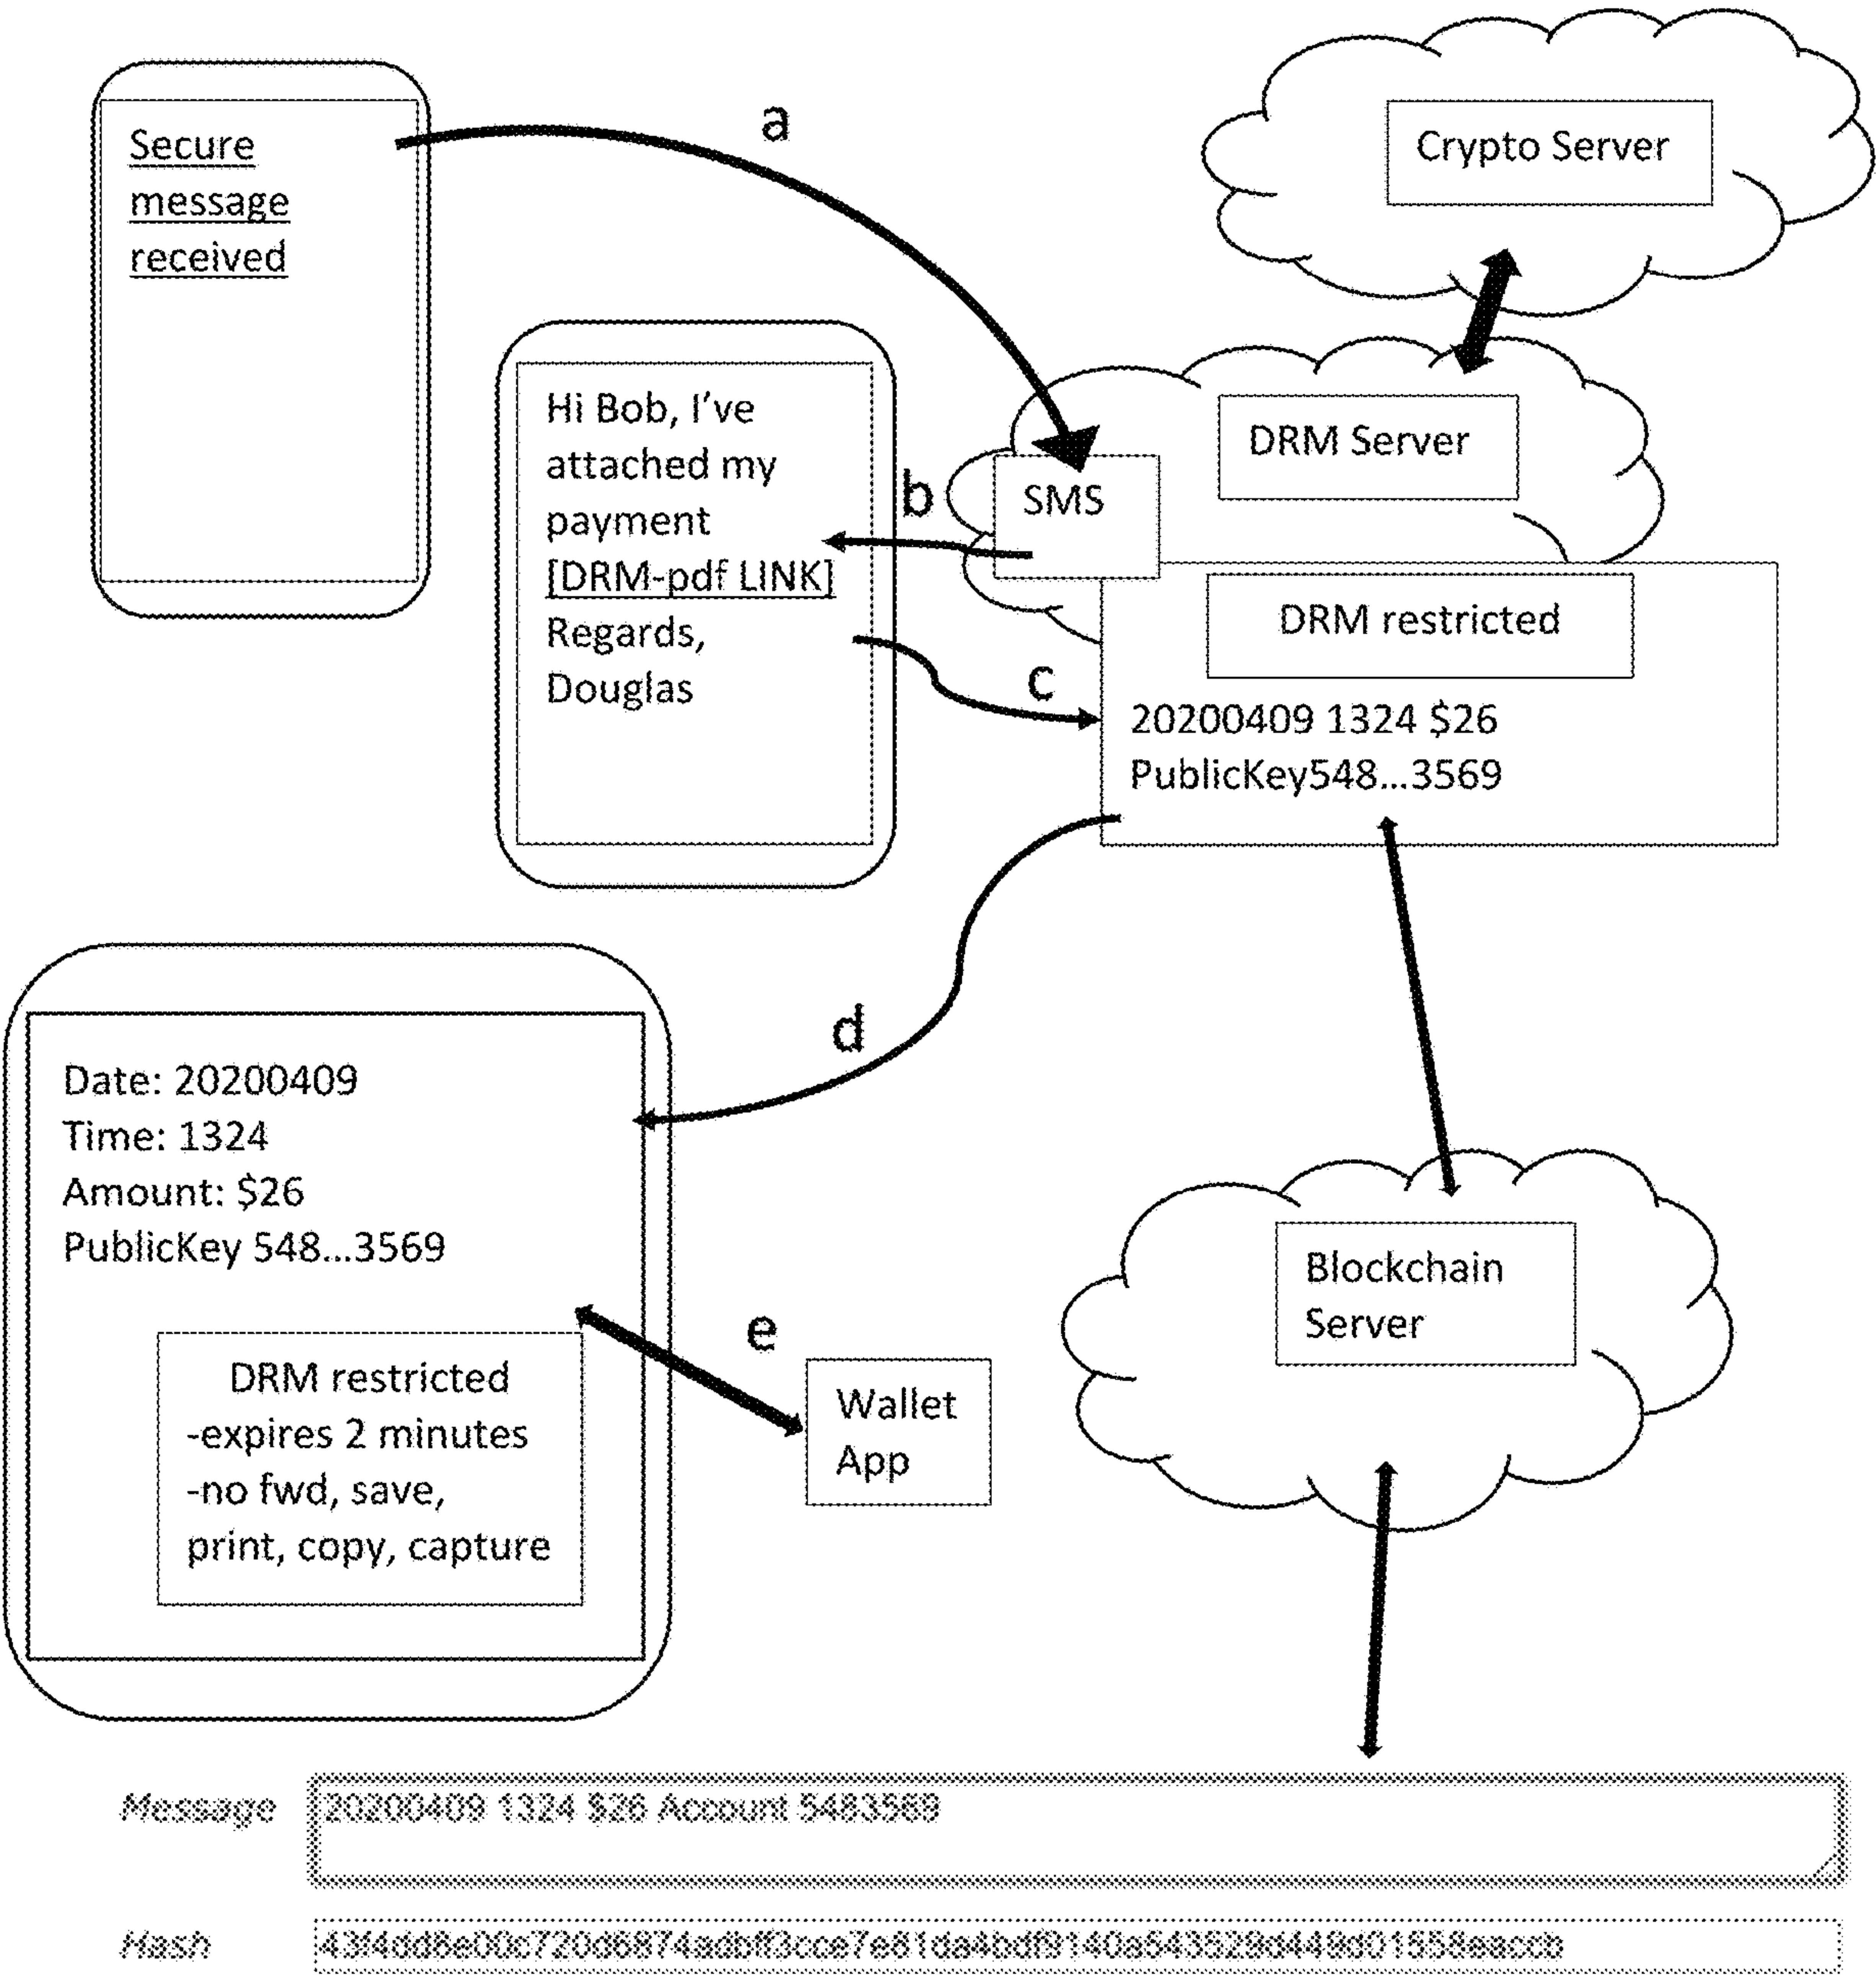 a
Crypto Server
Secure
message
received
Hi Bob, I've
attached my
payment
[DRM-pdf LINK]
Regards,
Douglas
b
SMS
DRM Server
DRM restricted
c
20200409 1324 $26
PublicKey548...3569
d
Date: 20200409
Time: 1324
Amount: $26
PublicKey 548...3569
e
DRM restricted
-expires 2 minutes
-no fwd, save,
print, copy, capture
Wallet
App
Blockchain
Server
Message
20200409 1324 $26 Account 5483569
Hash